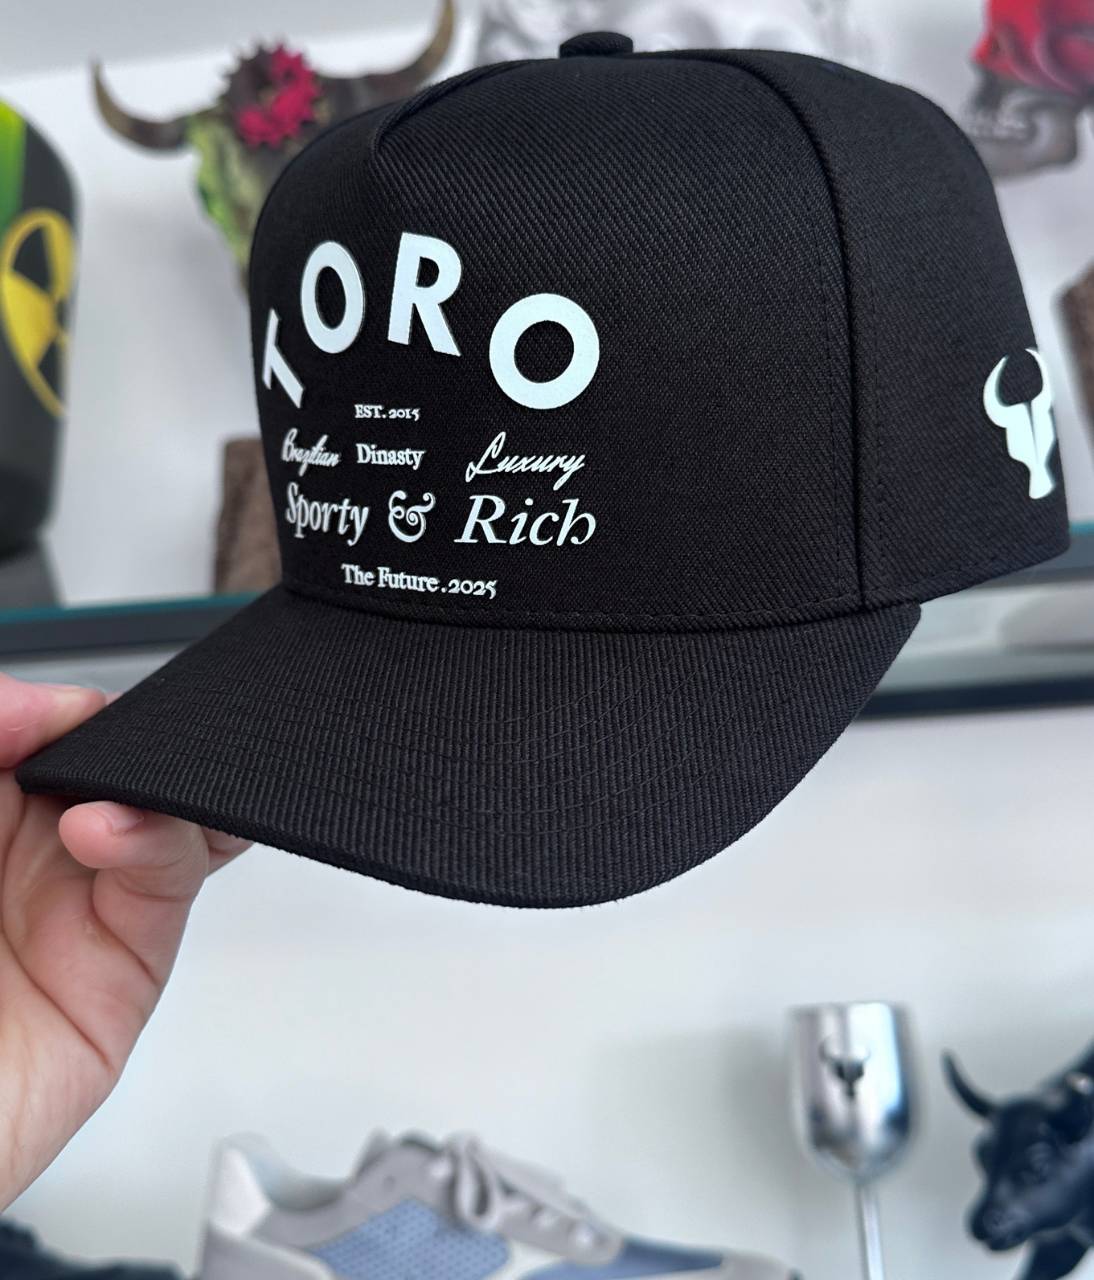 TORO
EST. 2015
Brazilian Dinasty Luxury
Sporty & Rich
The Future.2025